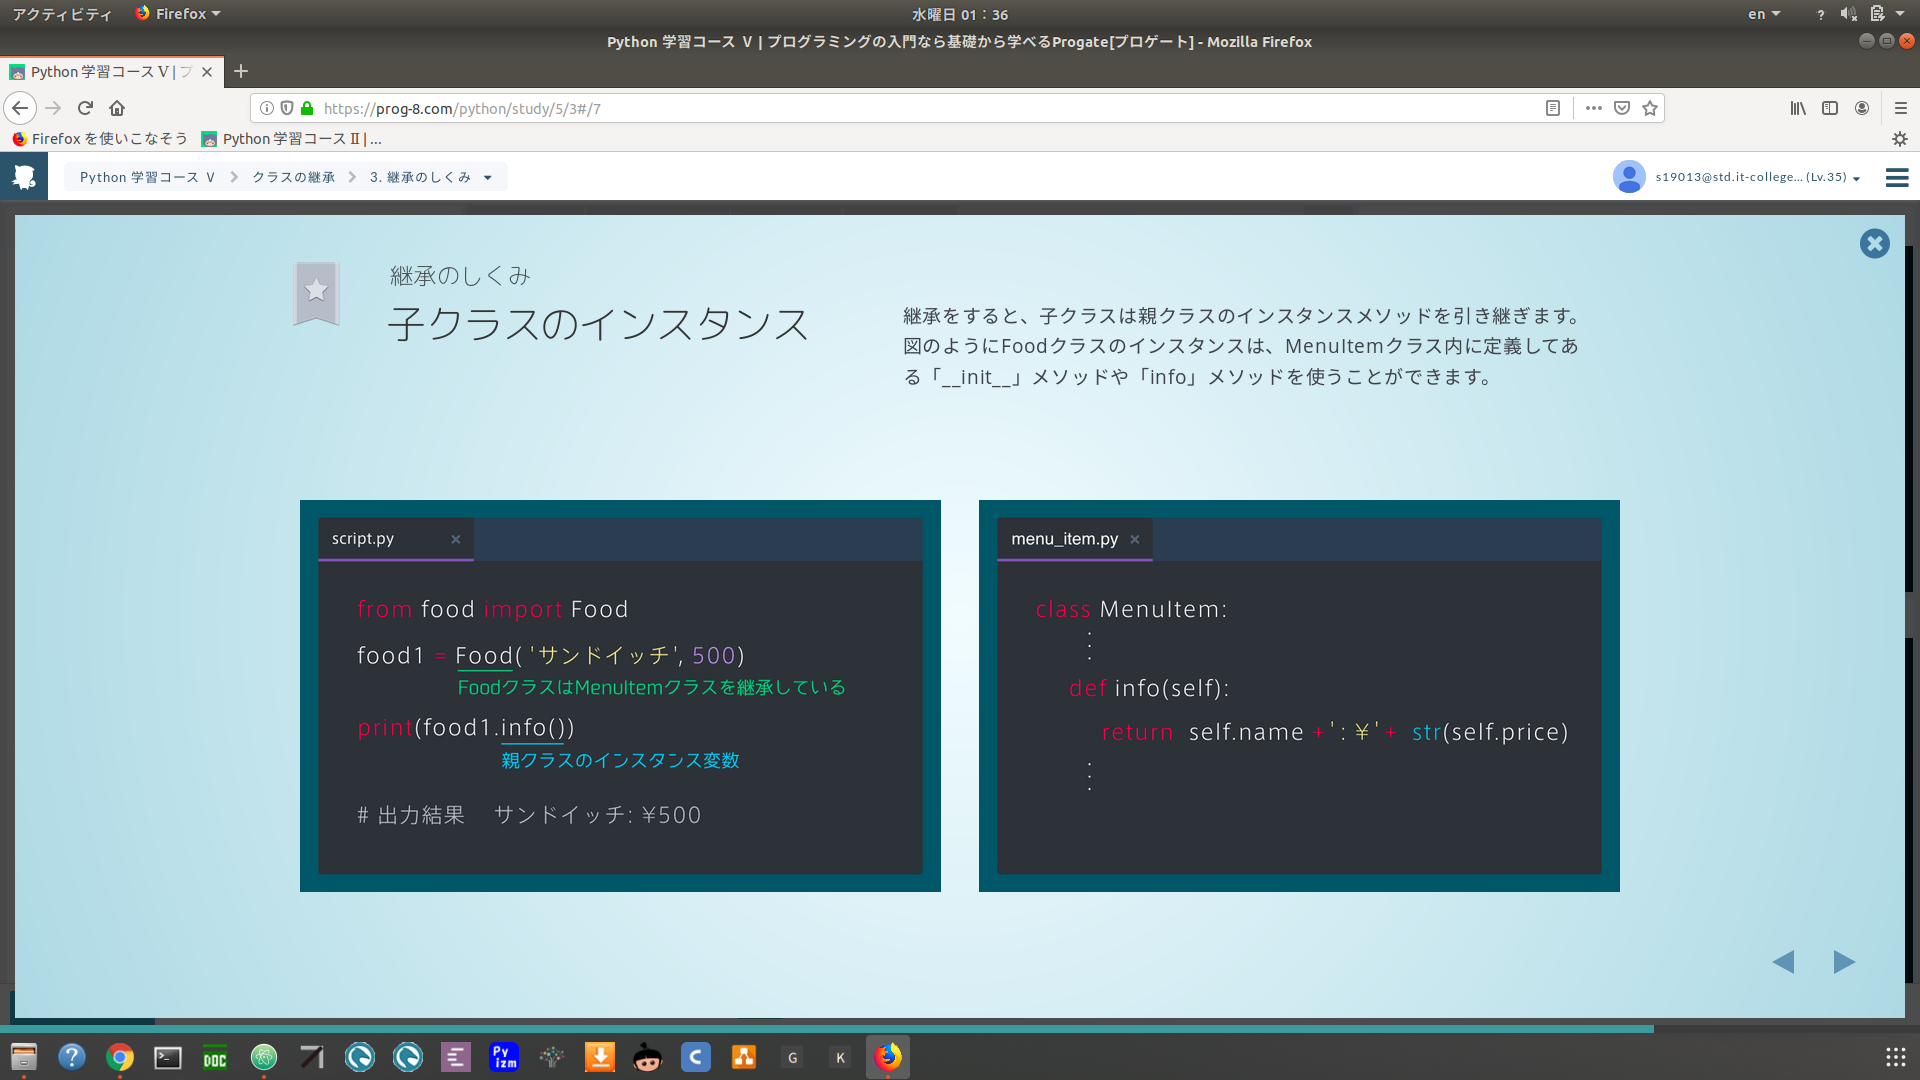 アクティビティ
Firefox
水曜日 01：36
en
Python 学習コース Ⅴ | プログラミングの入門なら基礎から学べるProgate[プロゲート] - Mozilla Firefox
Python 学習コース Ⅴ | プ
https://prog-8.com/python/study/5/3#/7
Firefox を使いこなそう
Python 学習コース Ⅱ | ...
Python 学習コース Ⅴ
クラスの継承
3. 継承のしくみ
s19013@std.it-college... (Lv.35)
継承のしくみ
子クラスのインスタンス
継承をすると、子クラスは親クラスのインスタンスメソッドを引き継ぎます。
図のようにFoodクラスのインスタンスは、MenuItemクラス内に定義してあ
る「__init__」メソッドや「info」メソッドを使うことができます。
script.py
from food import Food
food1 = Food( 'サンドイッチ', 500)
FoodクラスはMenuItemクラスを継承している
print(food1.info())
親クラスのインスタンス変数
# 出力結果 サンドイッチ: ¥500
menu_item.py
class MenuItem:
:
def info(self):
return self.name +': ¥'+ str(self.price)
:
DOC
Py
izm
C
G
K